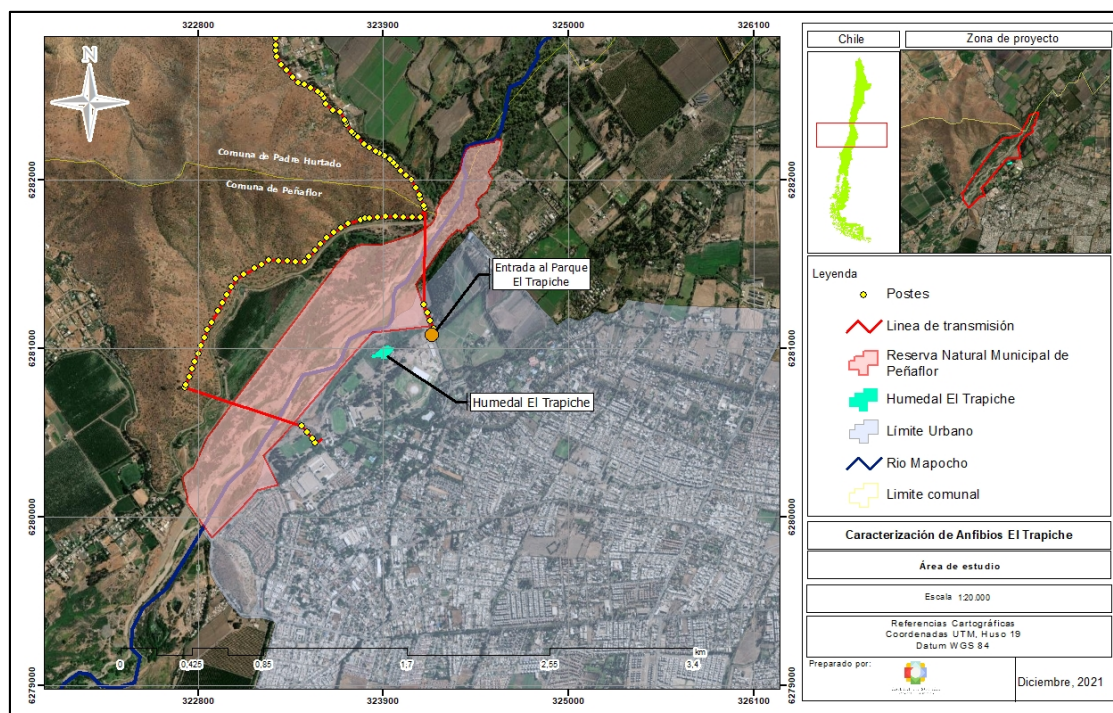 322800
323900
325000
326100
N
Comuna de Padre Hurtado
Comuna de Peñaflor
6282000
6282000
Entrada al Parque
El Trapiche
6281000
6281000
Humedal El Trapiche
6280000
6280000
km
0
0,425
0,85
1,7
2,55
3,4
6279000
6279000
322800
323900
325000
326100
Chile
Zona de proyecto
Leyenda
Postes
Linea de transmisión
Reserva Natural Municipal de
Peñaflor
Humedal El Trapiche
Límite Urbano
Rio Mapocho
Limite comunal
Caracterización de Anfibios El Trapiche
Área de estudio
Escala 1:20.000
Referencias Cartográficas
Coordenadas UTM, Huso 19
Datum WGS 84
Preparado por:
Diciembre, 2021